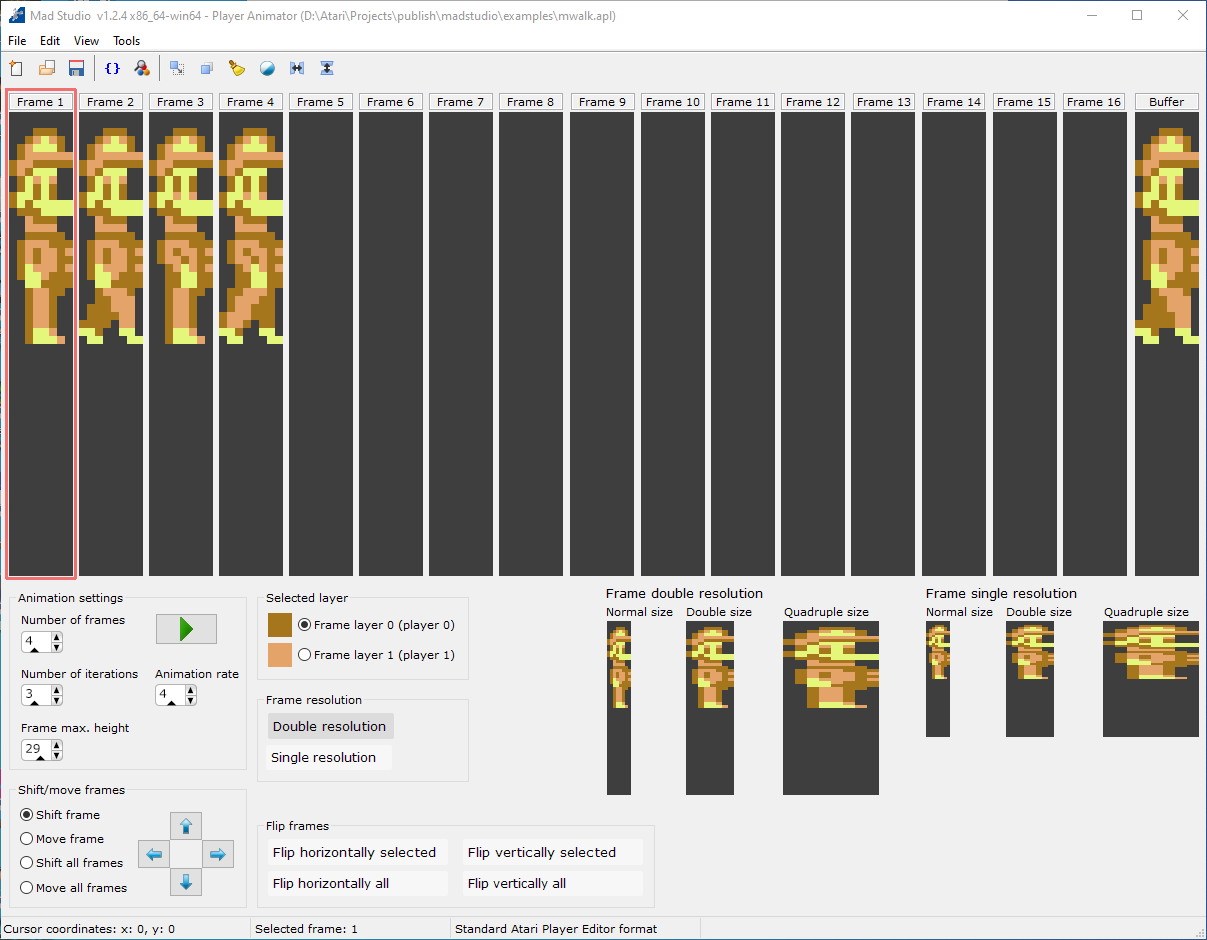 Mad Studio v1.2.4 x86_64-win64 - Player Animator (D:\Atari\Projects\publish\madstudio\examples\mwalk.apl)
File Edit View Tools
{}
Frame 1 Frame 2 Frame 3 Frame 4 Frame 5 Frame 6 Frame 7 Frame 8 Frame 9 Frame 10 Frame 11 Frame 12 Frame 13 Frame 14 Frame 15 Frame 16 Buffer
Animation settings
Number of frames
4
Number of iterations Animation rate
3 4
Frame max. height
29
Selected layer
Frame layer 0 (player 0)
Frame layer 1 (player 1)
Frame resolution
Double resolution
Single resolution
Frame double resolution
Normal size Double size Quadruple size
Frame single resolution
Normal size Double size Quadruple size
Shift/move frames
Shift frame
Move frame
Shift all frames
Move all frames
Flip frames
Flip horizontally selected Flip vertically selected
Flip horizontally all Flip vertically all
Cursor coordinates: x: 0, y: 0 Selected frame: 1 Standard Atari Player Editor format